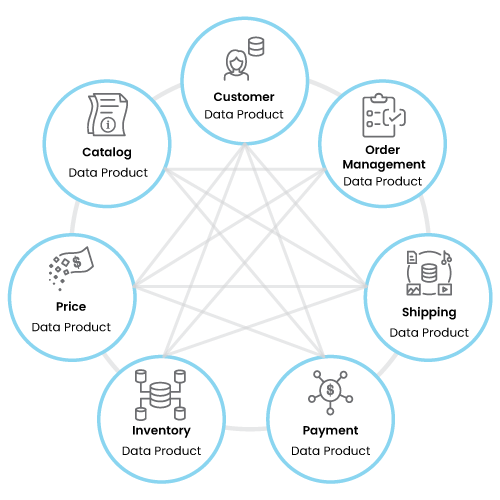 Customer
Data Product
Order
Management
Data Product
Shipping
Data Product
Payment
Data Product
Inventory
Data Product
Price
Data Product
Catalog
Data Product